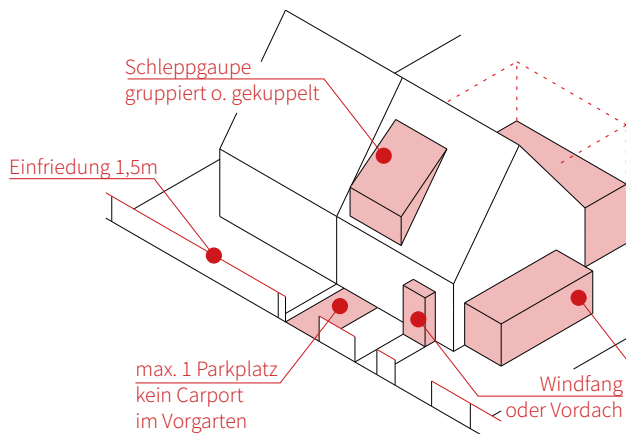 Schleppgaupe
gruppiert o. gekuppelt
Einfriedung 1,5m
max. 1 Parkplatz
kein Carport
im Vorgarten
Windfang
oder Vordach